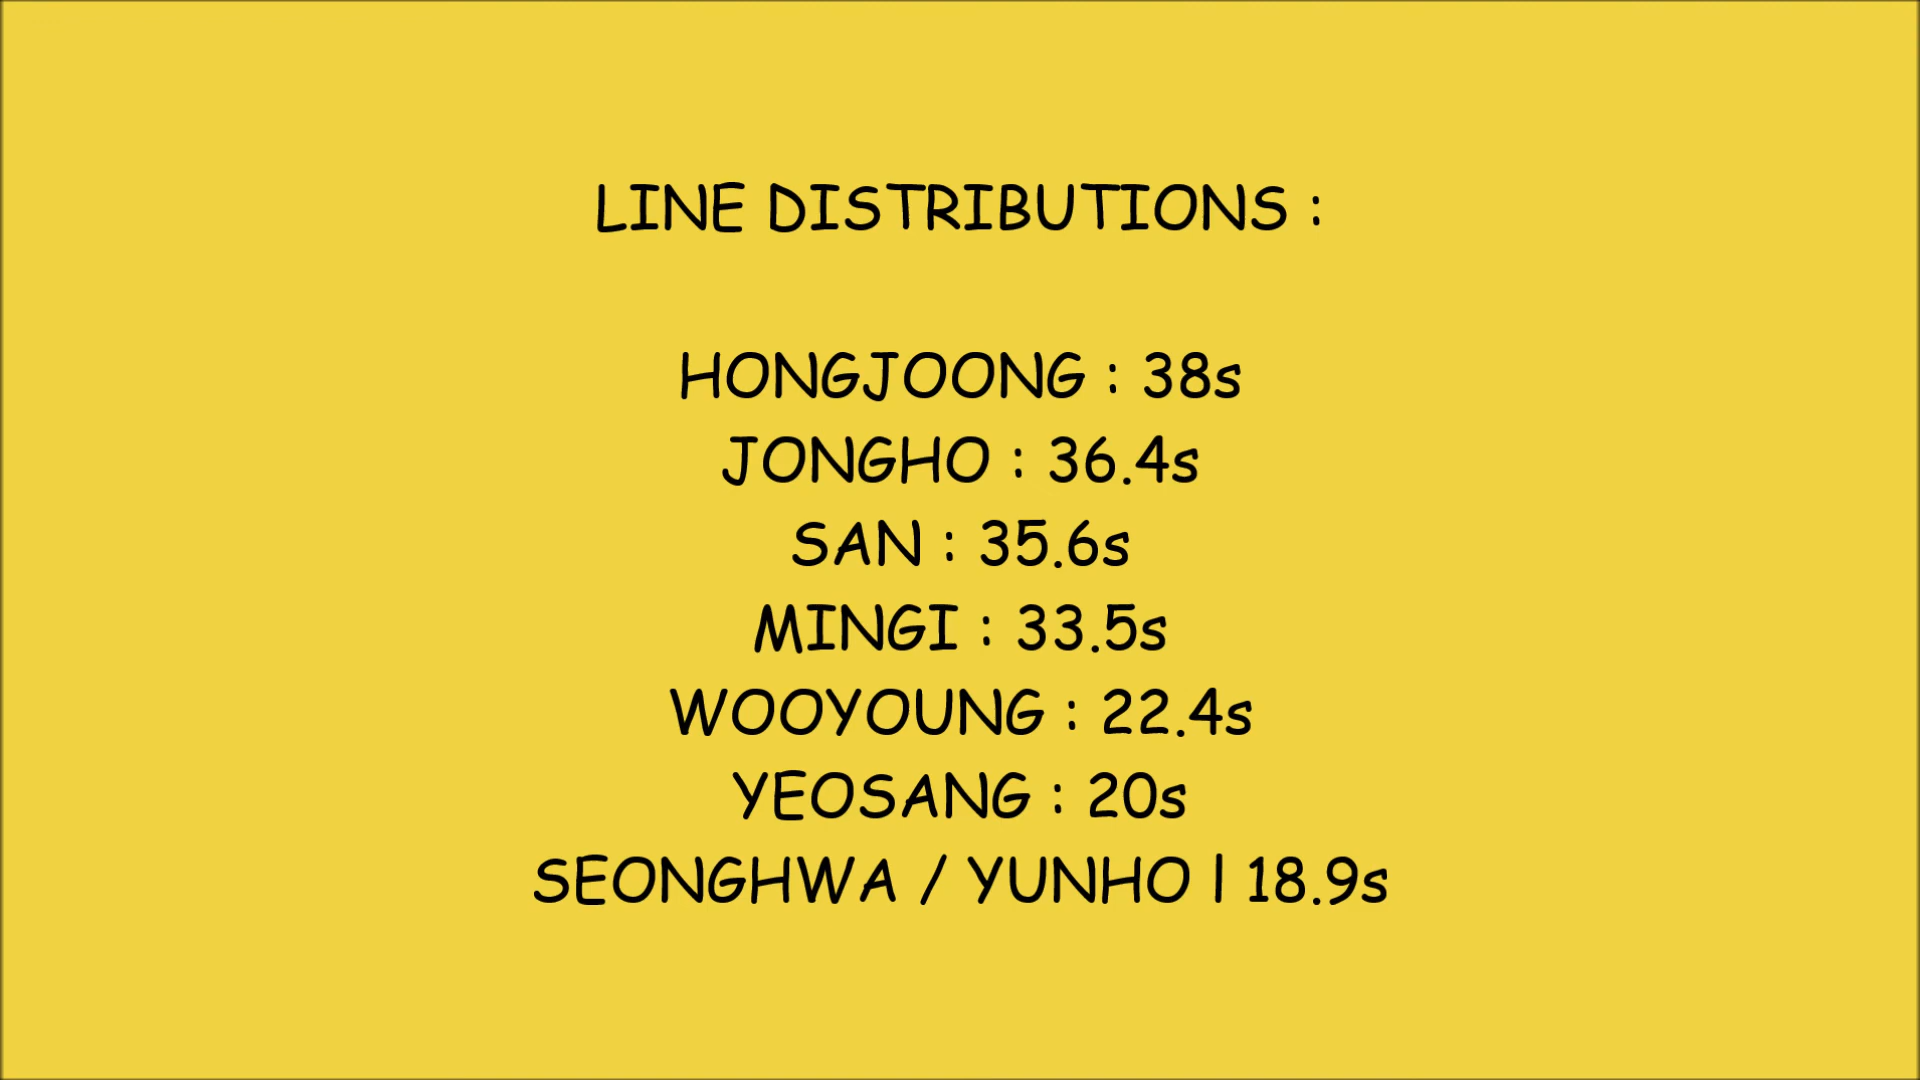 LINE DISTRIBUTIONS :
HONGJOONG : 38s
JONGHO : 36.4s
SAN : 35.6s
MINGI : 33.5s
WOOYOUNG : 22.4s
YEOSANG : 20s
SEONGHWA / YUNHO l 18.9s